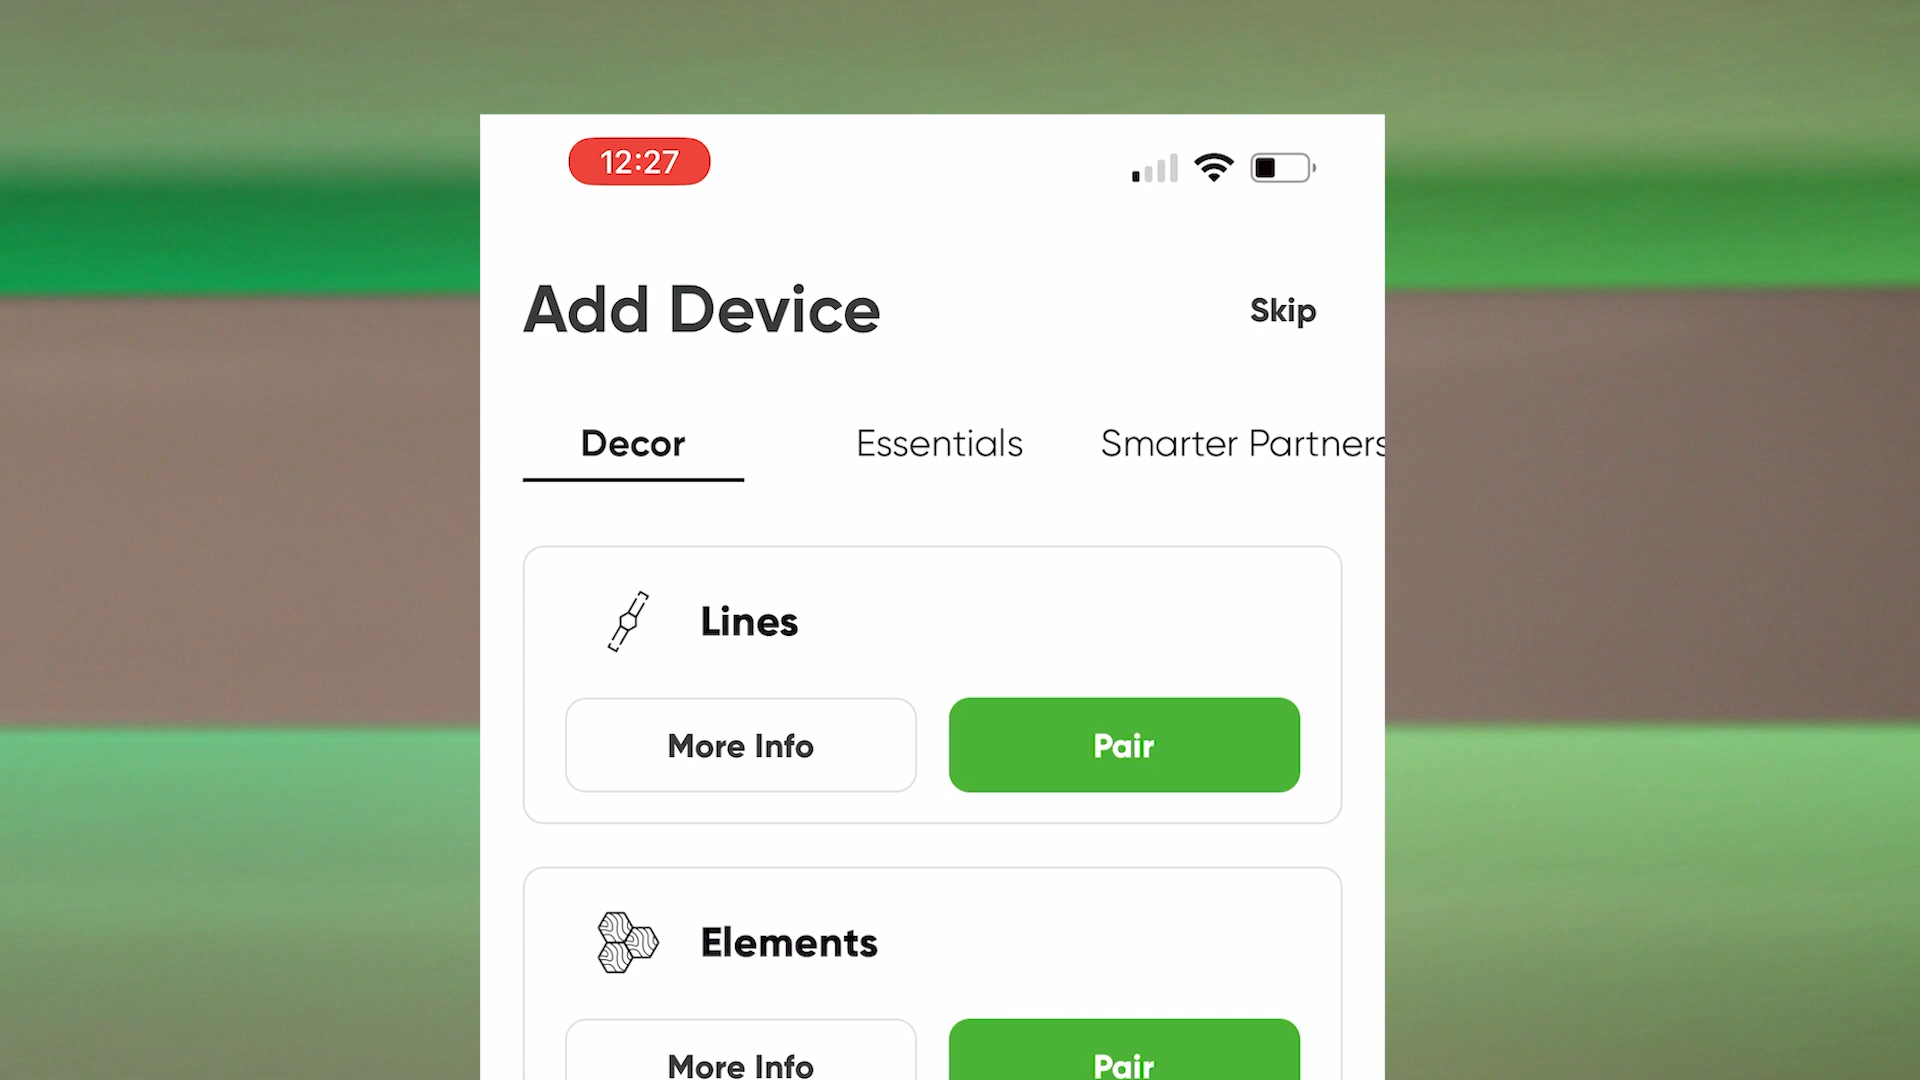 12:27
Add Device
Skip
Decor
Essentials
Smarter Partners
Lines
More Info
Pair
Elements
More Info
Pair